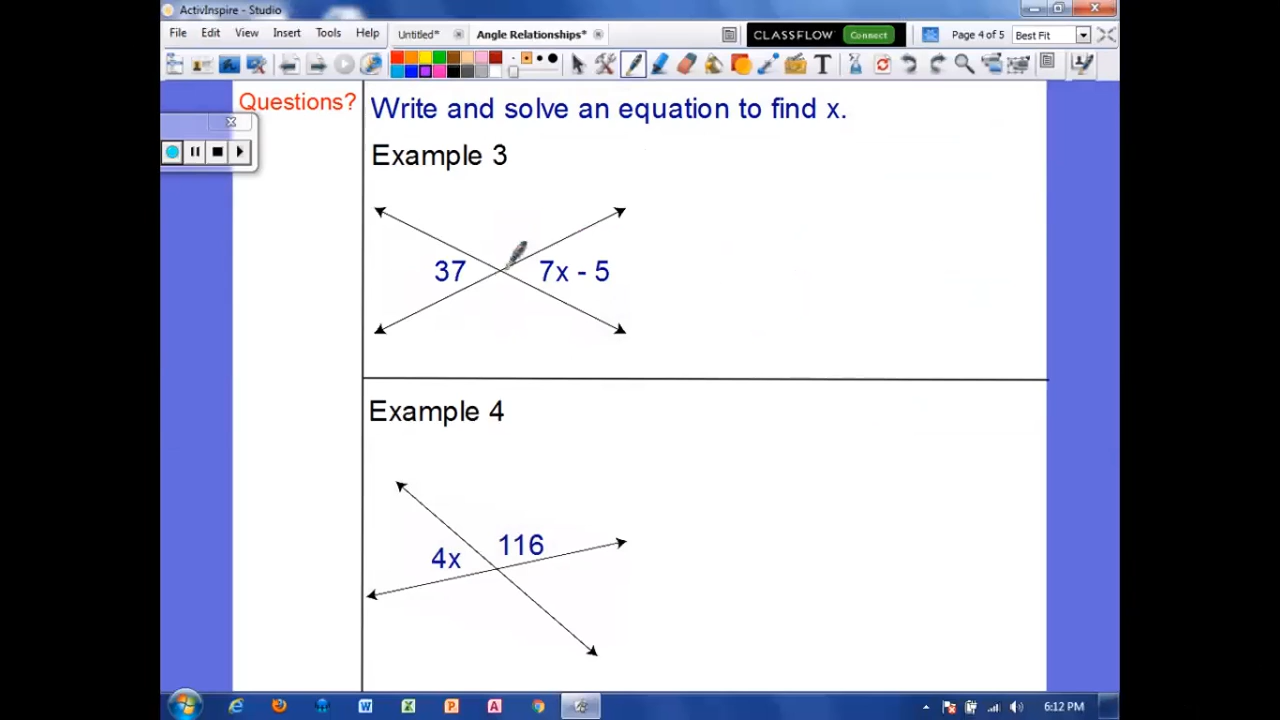 ActivInspire - Studio
File Edit View Insert Tools Help
Untitled*
Angle Relationships*
CLASSFLOW
Connect
Page 4 of 5
Best Fit
Questions?
Write and solve an equation to find x.
Example 3
37
7x - 5
Example 4
4x
116
6:12 PM